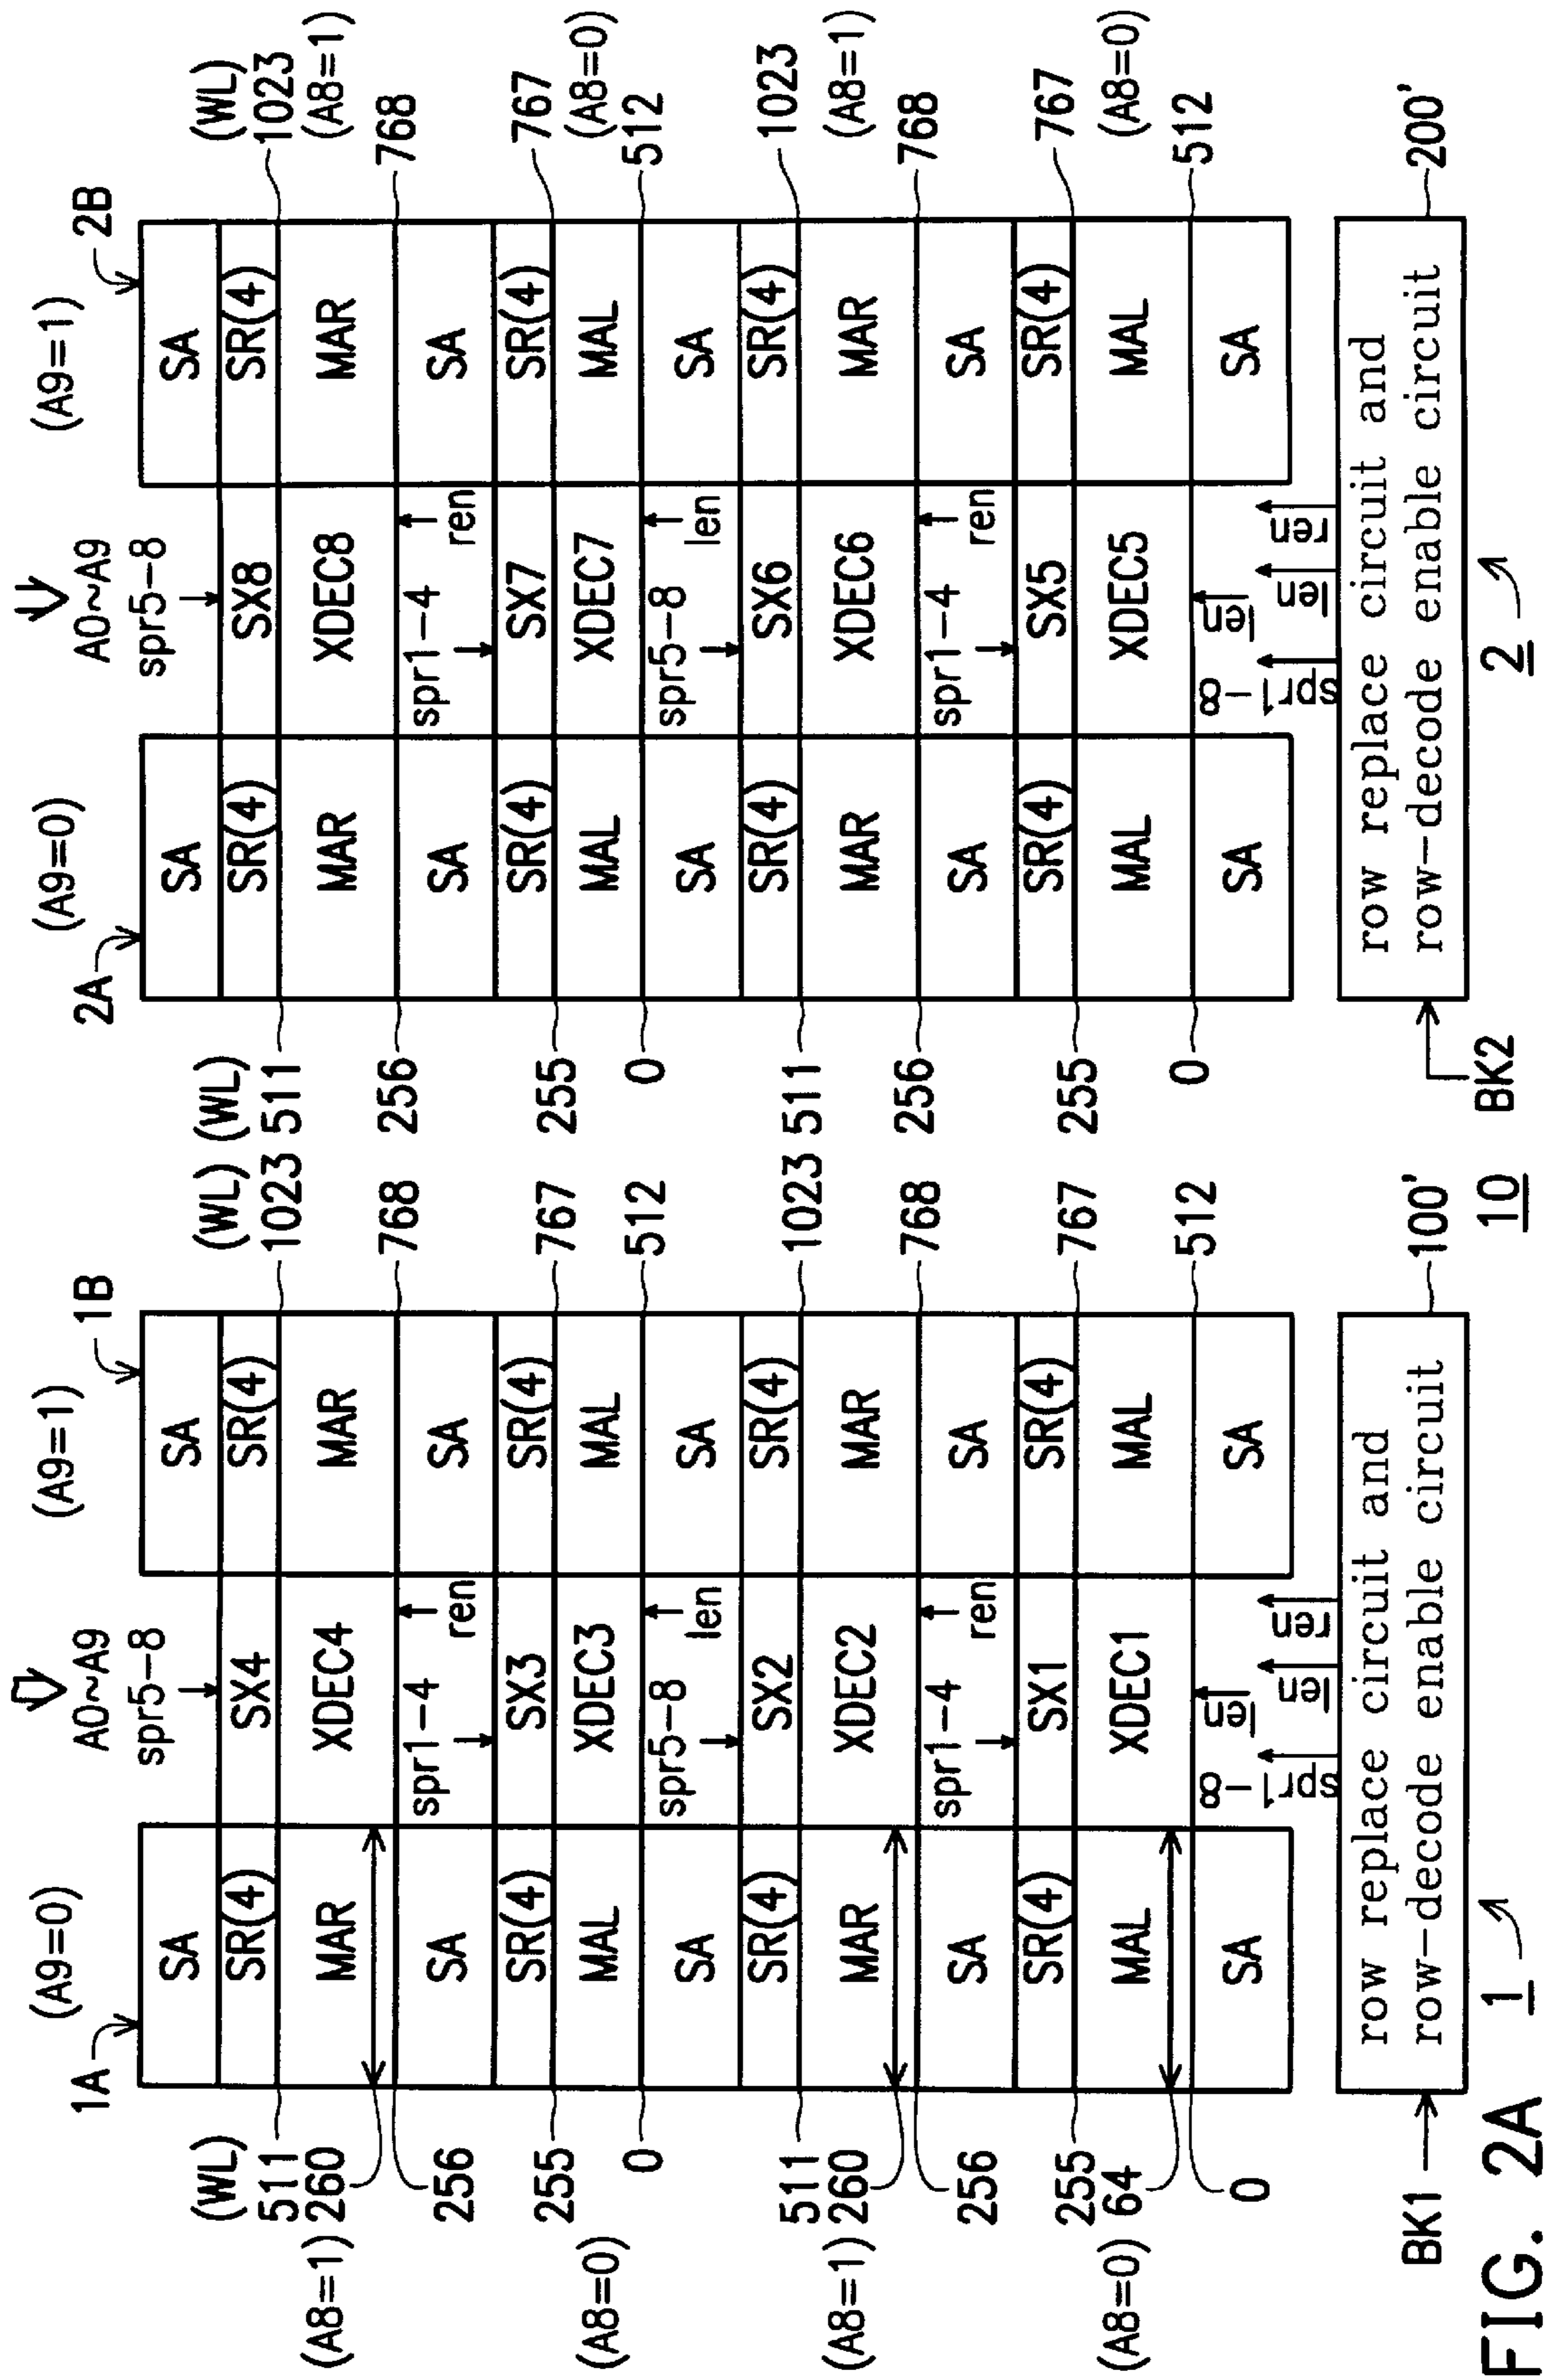 (A9=0)
1A
(A9=1)
1B
A0~A9
spr5-8
(WL)
511
260
(A8=1)
256
255
(A8=0)
0
511
260
(A8=1)
256
255
(A8=0)
64
0
SA
SR(4)
MAR
SA
SR(4)
MAL
SA
SR(4)
MAR
SA
SR(4)
MAL
SA
SX4
XDEC4
ren
spr1-4
SX3
XDEC3
len
spr5-8
SX2
XDEC2
ren
spr1-4
SX1
XDEC1
len
spr1-8
len
ren
SA
SR(4)
MAR
SA
SR(4)
MAL
SA
SR(4)
MAR
SA
SR(4)
MAL
SA
(WL)
1023
768
767
512
1023
768
767
512
BK1
row replace circuit and
row-decode enable circuit
100'
1
10
(A9=0)
2A
(A9=1)
2B
A0~A9
spr5-8
(WL)
511
256
255
0
511
256
255
0
SA
SR(4)
MAR
SA
SR(4)
MAL
SA
SR(4)
MAR
SA
SR(4)
MAL
SA
SX8
XDEC8
ren
spr1-4
SX7
XDEC7
len
spr5-8
SX6
XDEC6
ren
spr1-4
SX5
XDEC5
len
spr1-8
len
ren
SA
SR(4)
MAR
SA
SR(4)
MAL
SA
SR(4)
MAR
SA
SR(4)
MAL
SA
(WL)
1023
(A8=1)
768
767
(A8=0)
512
1023
(A8=1)
768
767
(A8=0)
512
BK2
row replace circuit and
row-decode enable circuit
200'
2
FIG. 2A